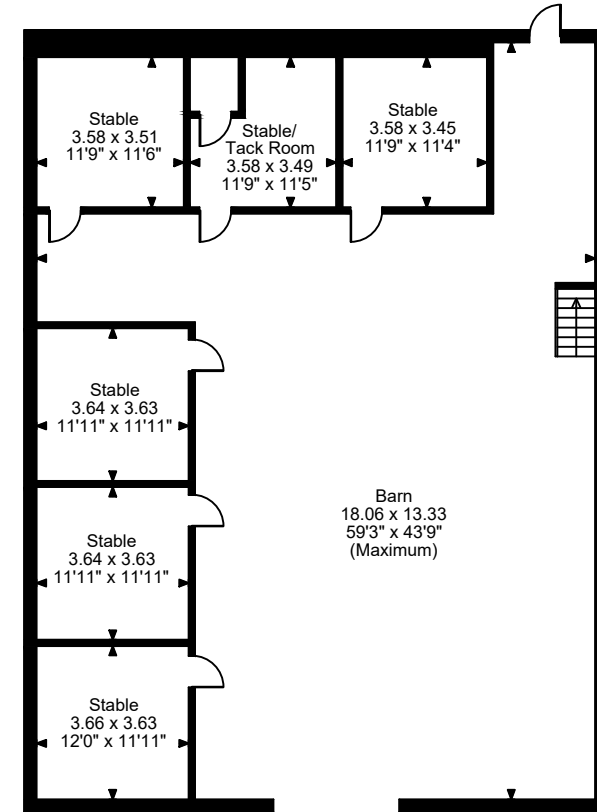 Stable
3.58 x 3.51
11'9" x 11'6"
Stable/
Tack Room
3.58 x 3.49
11'9" x 11'5"
Stable
3.58 x 3.45
11'9" x 11'4"
Stable
3.64 x 3.63
11'11" x 11'11"
Stable
3.64 x 3.63
11'11" x 11'11"
Barn
18.06 x 13.33
59'3" x 43'9"
(Maximum)
Stable
3.66 x 3.63
12'0" x 11'11"